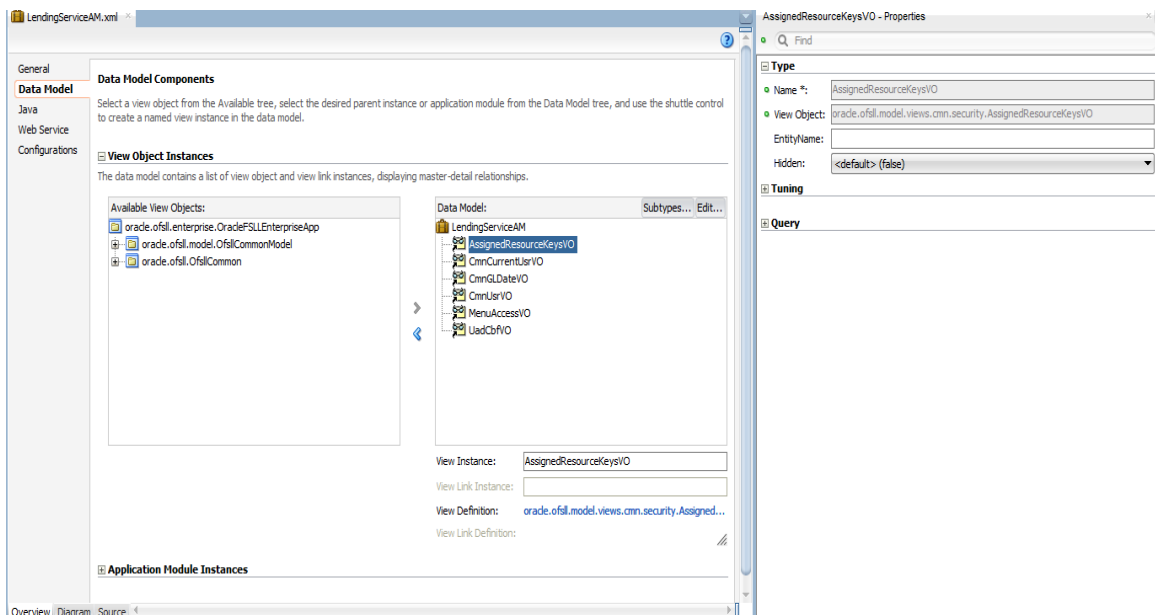 LendingServiceAM.xml
General
Data Model
Java
Web Service
Configurations
Data Model Components
Select a view object from the Available tree, select the desired parent instance or application module from the Data Model tree, and use the shuttle control
to create a named view instance in the data model.
View Object Instances
The data model contains a list of view object and view link instances, displaying master-detail relationships.
Available View Objects:
oracle.ofsll.enterprise.OracleFSLLEnterpriseApp
oracle.ofsll.model.OfsllCommonModel
oracle.ofsll.OfsllCommon
Data Model:
Subtypes... Edit...
LendingServiceAM
AssignedResourceKeysVO
CmnCurrentUsrVO
CmnGLDateVO
CmnUsrVO
MenuAccessVO
UadCbfVO
View Instance: AssignedResourceKeysVO
View Link Instance:
View Definition: oracle.ofsll.model.views.cmn.security.Assigned...
View Link Definition:
Application Module Instances
Overview Diagram Source
AssignedResourceKeysVO - Properties
Find
Type
Name *: AssignedResourceKeysVO
View Object: oracle.ofsll.model.views.cmn.security.AssignedResourceKeysVO
EntityName:
Hidden: <default> (false)
Tuning
Query